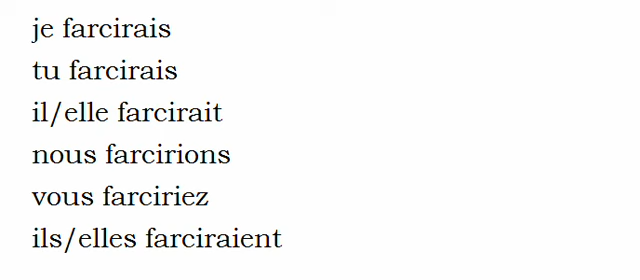 je farcirais
tu farcirais
il/elle farcirait
nous farcirions
vous farciriez
ils/elles farciraient